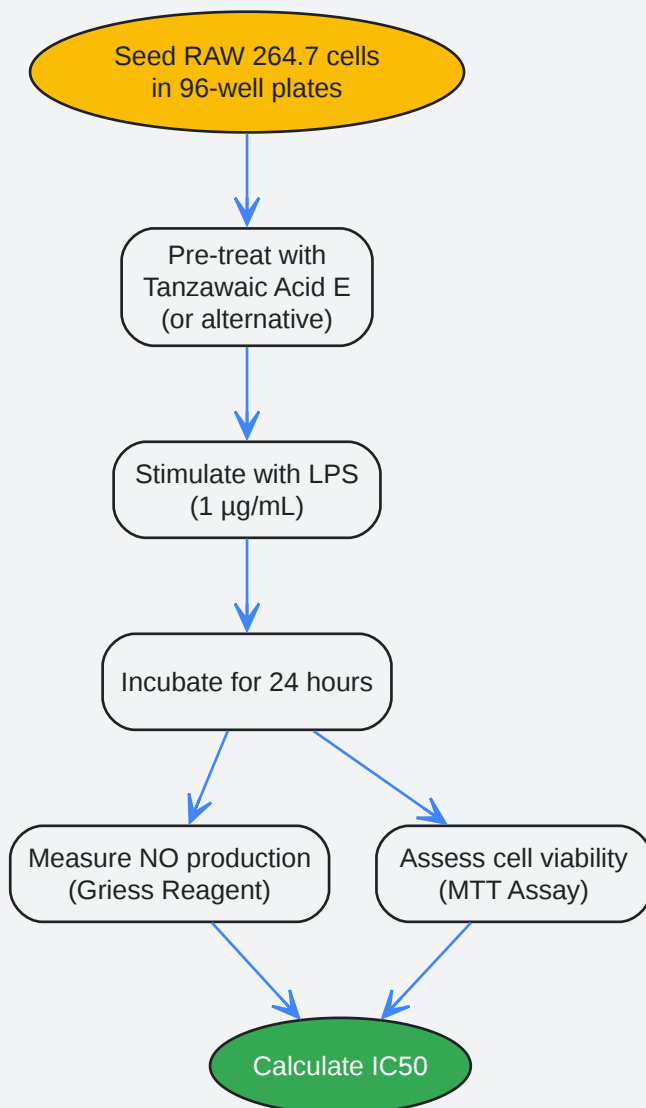 Seed RAW 264.7 cells
in 96-well plates
Pre-treat with
Tanzawaic Acid E
(or alternative)
Stimulate with LPS
(1 µg/mL)
Incubate for 24 hours
Measure NO production
(Griess Reagent)
Assess cell viability
(MTT Assay)
Calculate IC50